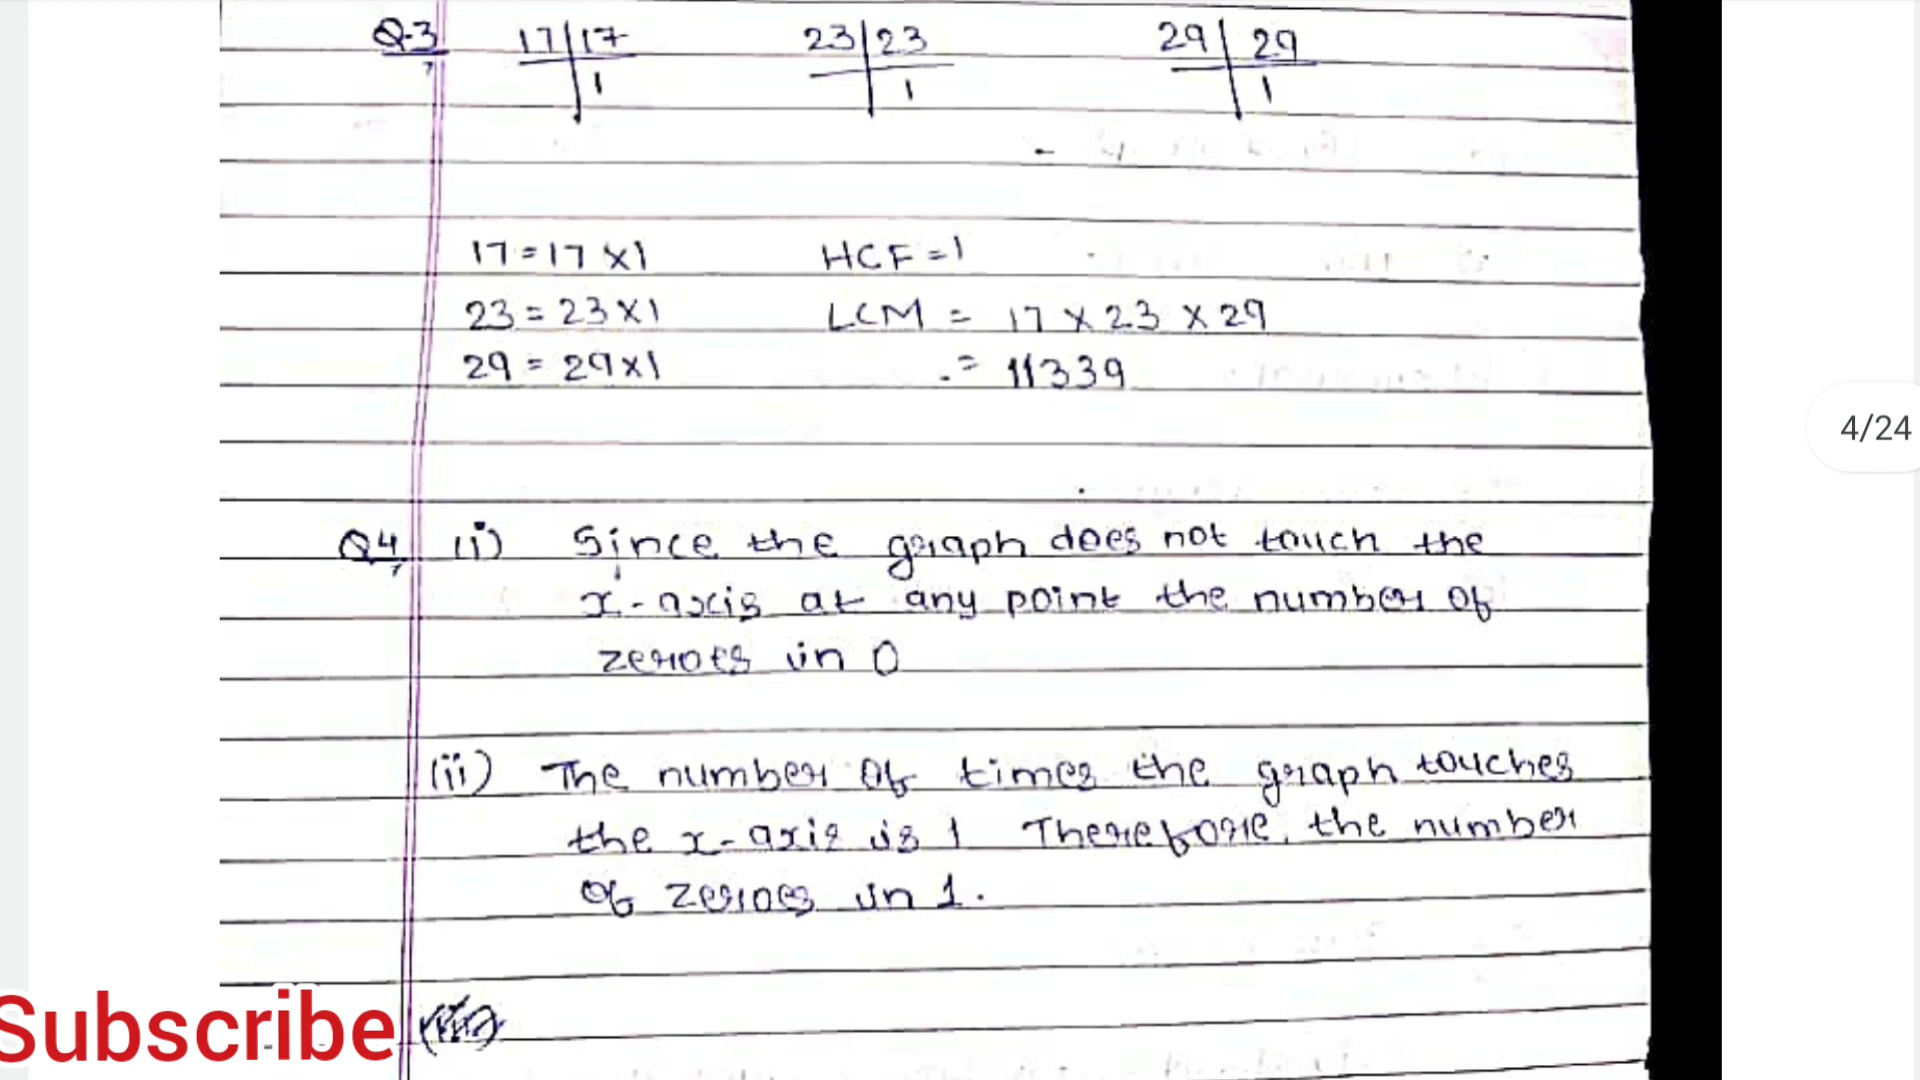 Q.3 17|17 23|23 29|29
1 1 1
17 = 17 × 1 HCF = 1
23 = 23 × 1 LCM = 17 × 23 × 29
29 = 29 × 1 .= 11339
4/24
Q4 (i) Since the graph does not touch the
x-axis at any point the number of
zeroes in 0
(ii) The number of times the graph touches
the x-axis is 1 Therefore, the number
of zeroes in 1.
Subscribe